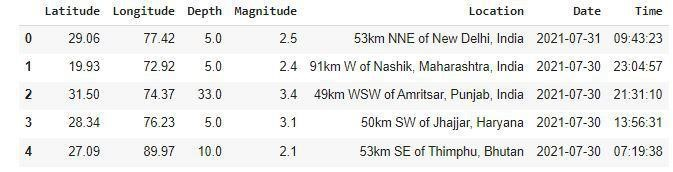 Latitude Longitude Depth Magnitude Location Date Time
0 29.06 77.42 5.0 2.5 53km NNE of New Delhi, India 2021-07-31 09:43:23
1 19.93 72.92 5.0 2.4 91km W of Nashik, Maharashtra, India 2021-07-30 23:04:57
2 31.50 74.37 33.0 3.4 49km WSW of Amritsar, Punjab, India 2021-07-30 21:31:10
3 28.34 76.23 5.0 3.1 50km SW of Jhajjar, Haryana 2021-07-30 13:56:31
4 27.09 89.97 10.0 2.1 53km SE of Thimphu, Bhutan 2021-07-30 07:19:38